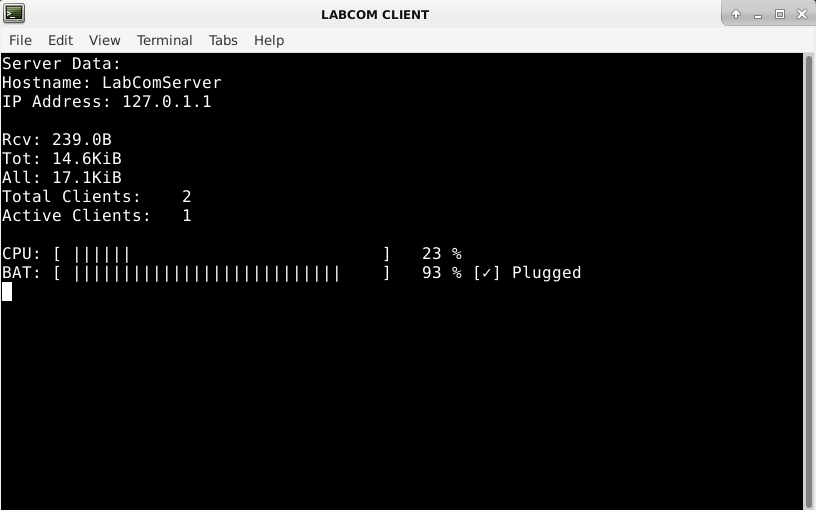 LABCOM CLIENT
File Edit View Terminal Tabs Help
Server Data:
Hostname: LabComServer
IP Address: 127.0.1.1
Rcv: 239.0B
Tot: 14.6KiB
All: 17.1KiB
Total Clients:    2
Active Clients:   1
CPU: [ ||||||                         ]   23 %
BAT: [ |||||||||||||||||||||||||||    ]   93 % [✓] Plugged